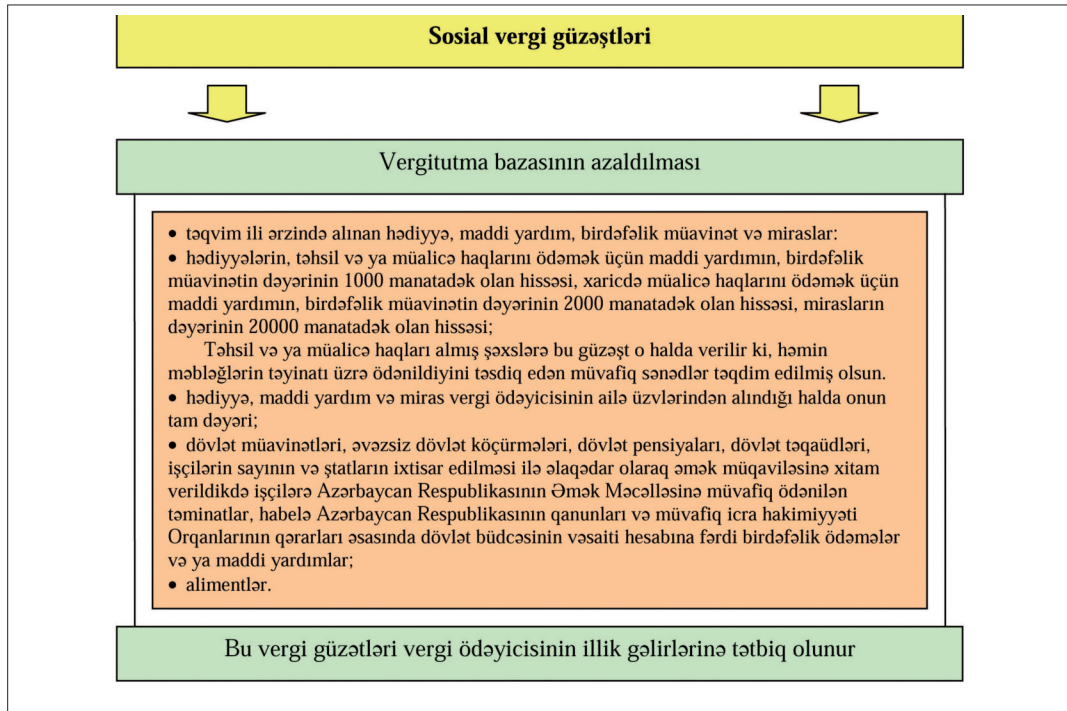 Sosial vergi güzəştləri
Vergitutma bazasının azaldılması
• təqvim ili ərzində alınan hədiyyə, maddi yardım, birdəfəlik müavinət və miraslar:
• hədiyyələrin, təhsil və ya müalicə haqlarını ödəmək üçün maddi yardımın, birdəfəlik
müavinətin dəyərinin 1000 manatadək olan hissəsi, xaricdə müalicə haqlarını ödəmək üçün
maddi yardımın, birdəfəlik müavinətin dəyərinin 2000 manatadək olan hissəsi, mirasların
dəyərinin 20000 manatadək olan hissəsi;
Təhsil və ya müalicə haqları almış şəxslərə bu güzəşt o halda verilir ki, həmin
məbləğlərin təyinatı üzrə ödənildiyini təsdiq edən müvafiq sənədlər təqdim edilmiş olsun.
• hədiyyə, maddi yardım və miras vergi ödəyicisinin ailə üzvlərindən alındığı halda onun
tam dəyəri;
• dövlət müavinətləri, əvəzsiz dövlət köçürmələri, dövlət pensiyaları, dövlət təqaüdləri,
işçilərin sayının və ştatların ixtisar edilməsi ilə əlaqədar olaraq əmək müqaviləsinə xitam
verildikdə işçilərə Azərbaycan Respublikasının Əmək Məcəlləsinə müvafiq ödənilən
təminatlar, habelə Azərbaycan Respublikasının qanunları və müvafiq icra hakimiyyəti
Orqanlarının qərarları əsasında dövlət büdcəsinin vəsaiti hesabına fərdi birdəfəlik ödəmələr
və ya maddi yardımlar;
• alimentlər.
Bu vergi güzətləri vergi ödəyicisinin illik gəlirlərinə tətbiq olunur